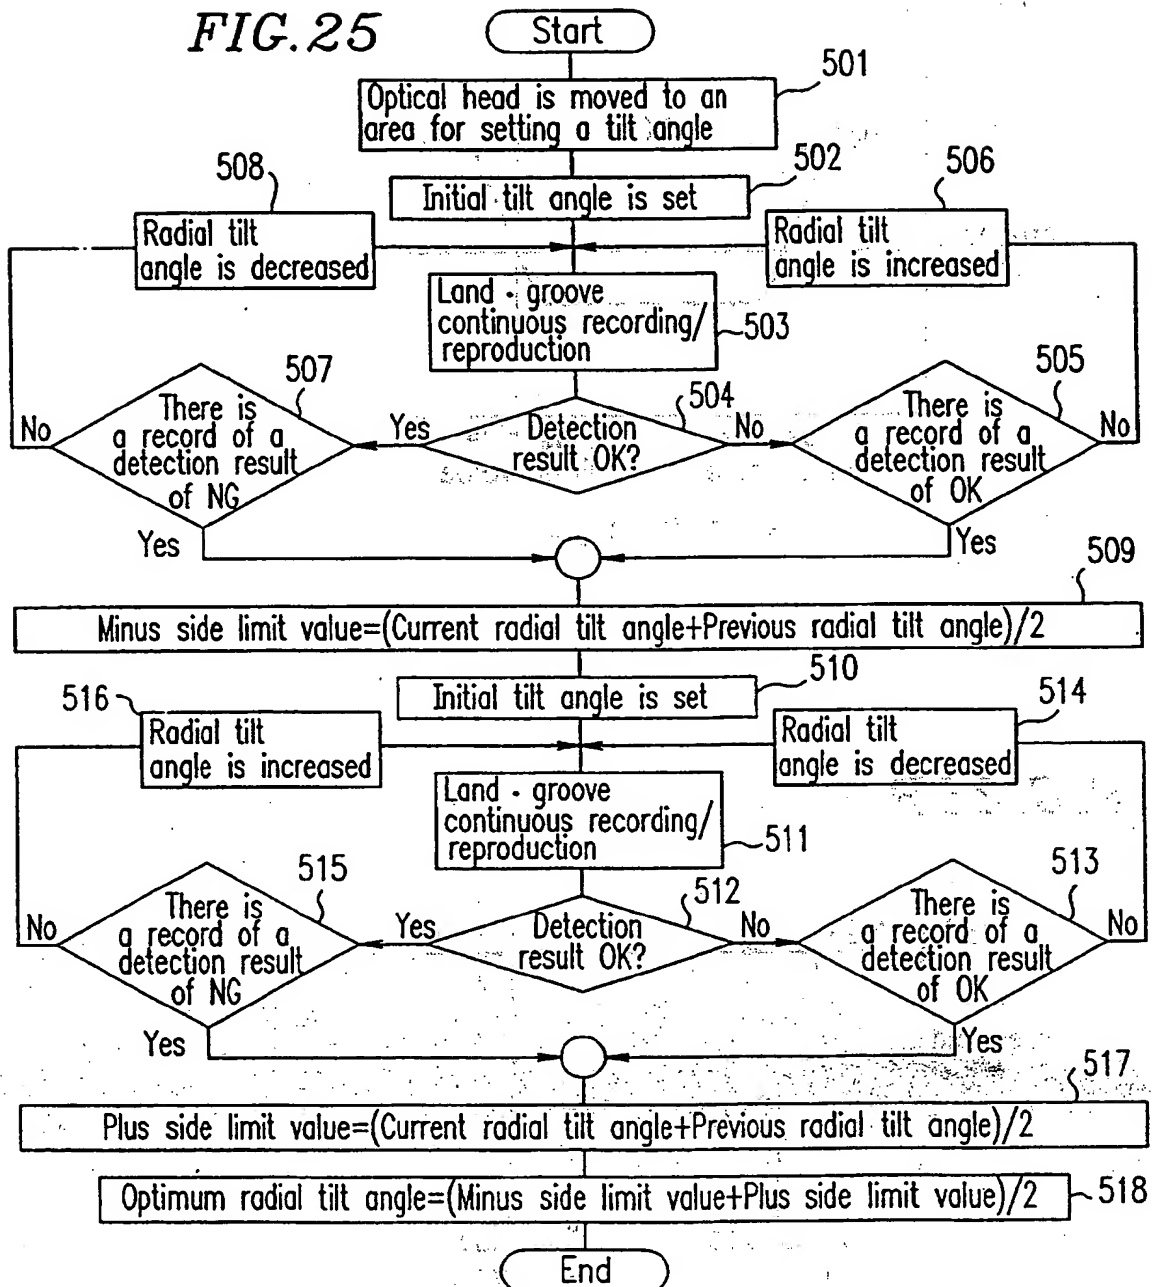 FIG.25
Start
501
Optical head is moved to an
area for setting a tilt angle
502
Initial tilt angle is set
508
Radial tilt
angle is decreased
506
Radial tilt
angle is increased
Land · groove
continuous recording/
reproduction
503
507
There is
a record of a
detection result
of NG
No
Yes
504
Detection
result OK?
Yes
No
505
There is
a record of a
detection result
of OK
No
Yes
509
Minus side limit value=(Current radial tilt angle+Previous radial tilt angle)/2
510
Initial tilt angle is set
516
Radial tilt
angle is increased
514
Radial tilt
angle is decreased
Land · groove
continuous recording/
reproduction
511
515
There is
a record of a
detection result
of NG
No
Yes
512
Detection
result OK?
Yes
No
513
There is
a record of a
detection result
of OK
No
Yes
517
Plus side limit value=(Current radial tilt angle+Previous radial tilt angle)/2
Optimum radial tilt angle=(Minus side limit value+Plus side limit value)/2
518
End